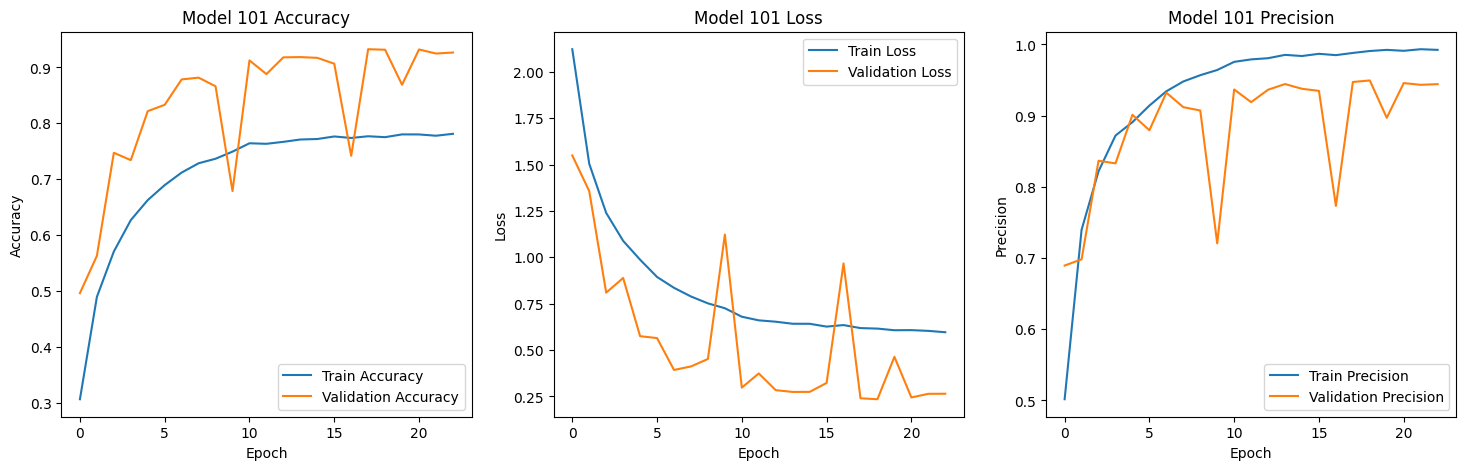 Model 101 Accuracy
Accuracy
0.9
0.8
0.7
0.6
0.5
0.4
0.3
0
5
10
15
20
Epoch
Train Accuracy
Validation Accuracy
Model 101 Loss
Loss
2.00
1.75
1.50
1.25
1.00
0.75
0.50
0.25
0
5
10
15
20
Epoch
Train Loss
Validation Loss
Model 101 Precision
Precision
1.0
0.9
0.8
0.7
0.6
0.5
0
5
10
15
20
Epoch
Train Precision
Validation Precision